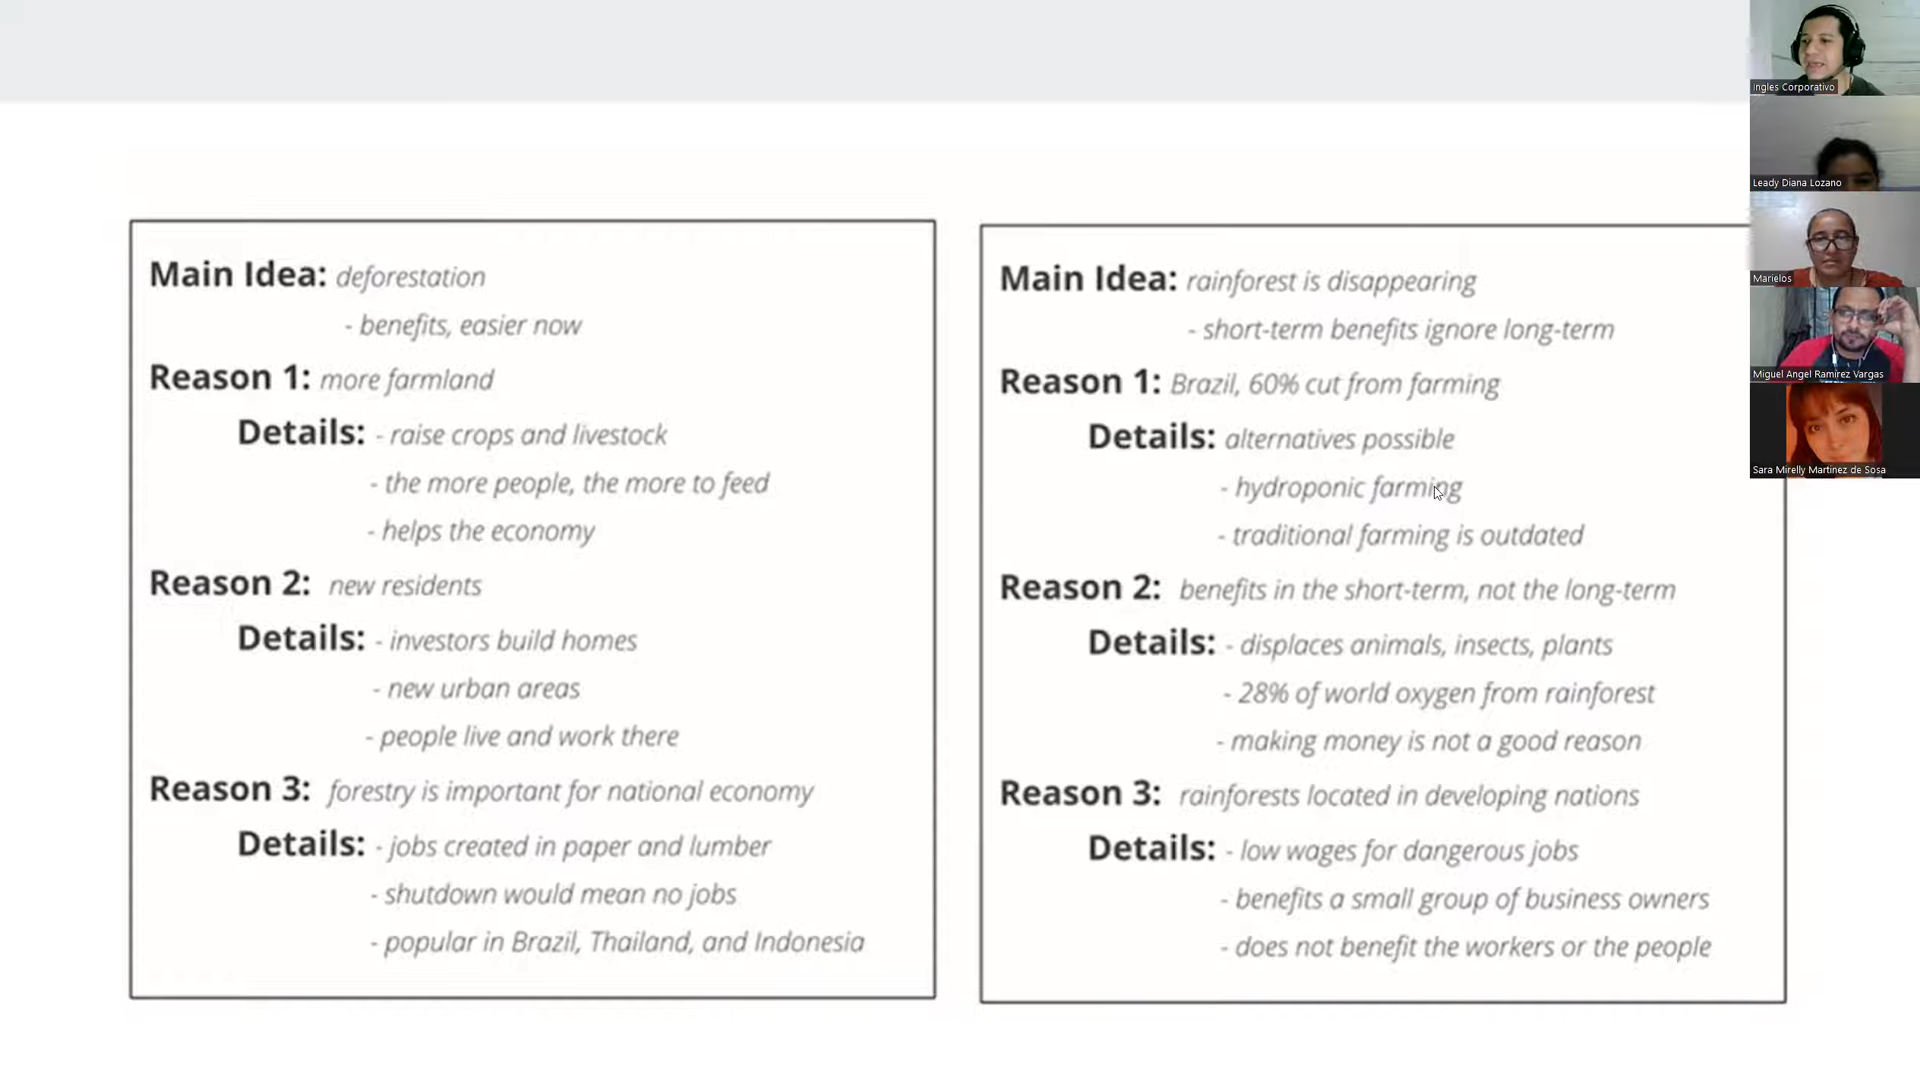 Main Idea: deforestation
- benefits, easier now
Reason 1: more farmland
Details: - raise crops and livestock
- the more people, the more to feed
- helps the economy
Reason 2: new residents
Details: - investors build homes
- new urban areas
- people live and work there
Reason 3: forestry is important for national economy
Details: - jobs created in paper and lumber
- shutdown would mean no jobs
- popular in Brazil, Thailand, and Indonesia
Main Idea: rainforest is disappearing
- short-term benefits ignore long-term
Reason 1: Brazil, 60% cut from farming
Details: alternatives possible
- hydroponic farming
- traditional farming is outdated
Reason 2: benefits in the short-term, not the long-term
Details: - displaces animals, insects, plants
- 28% of world oxygen from rainforest
- making money is not a good reason
Reason 3: rainforests located in developing nations
Details: - low wages for dangerous jobs
- benefits a small group of business owners
- does not benefit the workers or the people
Ingles Corporativo
Leady Diana Lozano
Marielos
Miguel Angel Ramirez Vargas
Sara Mirelly Martinez de Sosa